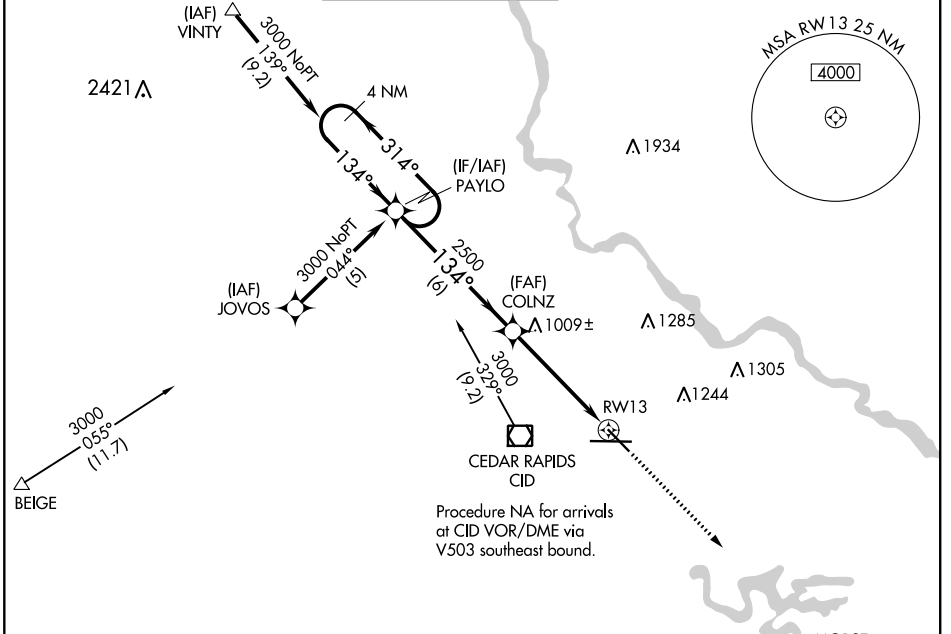 (IAF)
VINTY
3000 NoPT
139°
(9.2)
2421
4 NM
314°
134°
(IF/IAF)
PAYLO
MSA RW13 25 NM
4000
1934
3000 NoPT
044°
(5)
(IAF)
JOVOS
2500
134°
(6)
(FAF)
COLNZ
1009±
1285
1305
1244
3000
329°
(9.2)
RW13
3000
055°
(11.7)
BEIGE
CEDAR RAPIDS
CID
Procedure NA for arrivals
at CID VOR/DME via
V503 southeast bound.